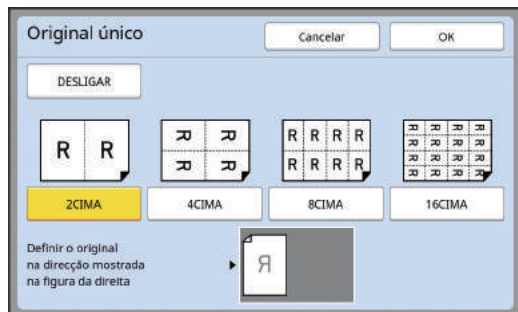 Original único
Cancelar
OK
DESLIGAR
R R
R R
R R
R R R R
R R R R
R R R R
R R R R
R R R R
R R R R
2CIMA
4CIMA
8CIMA
16CIMA
Definir o original
na direcção mostrada
na figura da direita
R